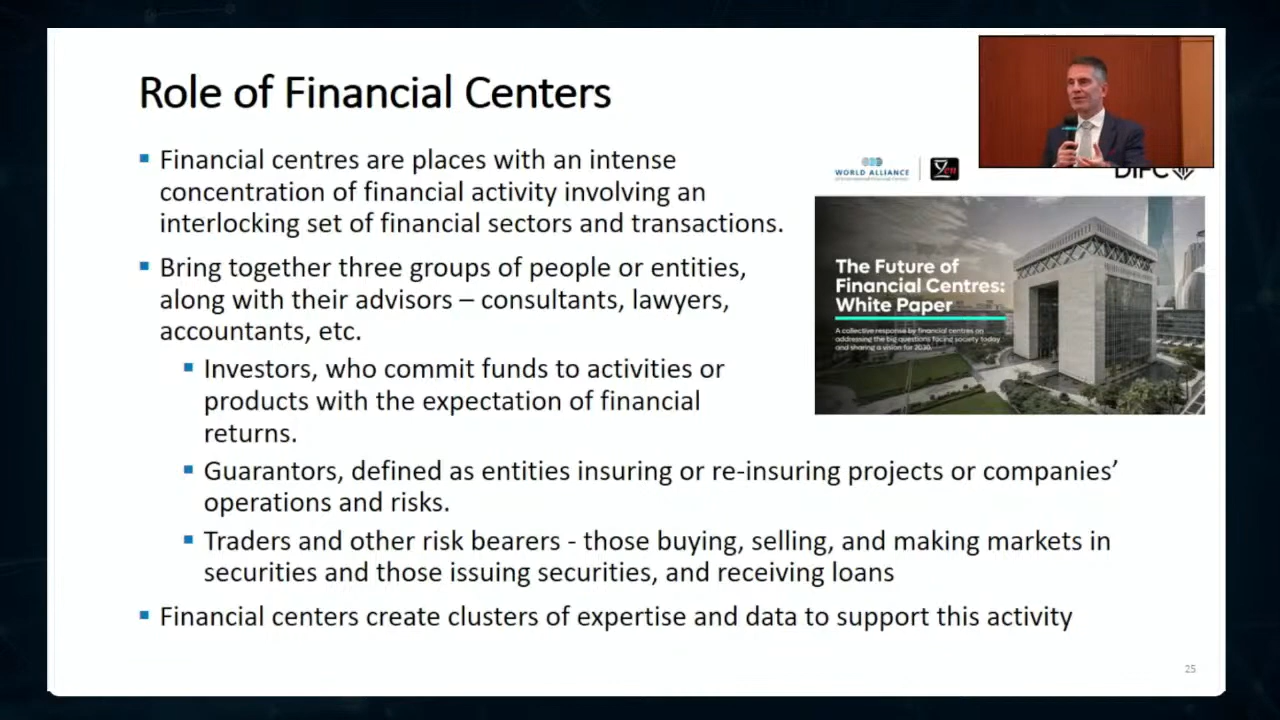 Role of Financial Centers
Financial centres are places with an intense
concentration of financial activity involving an
interlocking set of financial sectors and transactions.
Bring together three groups of people or entities,
along with their advisors – consultants, lawyers,
accountants, etc.
Investors, who commit funds to activities or
products with the expectation of financial
returns.
Guarantors, defined as entities insuring or re-insuring projects or companies’
operations and risks.
Traders and other risk bearers - those buying, selling, and making markets in
securities and those issuing securities, and receiving loans
Financial centers create clusters of expertise and data to support this activity
WORLD ALLIANCE
of International Financial Centers
DIFC
The Future of
Financial Centres:
White Paper
A collective response by financial centres on
addressing the big questions facing society today
and sharing a vision for 2030.
25